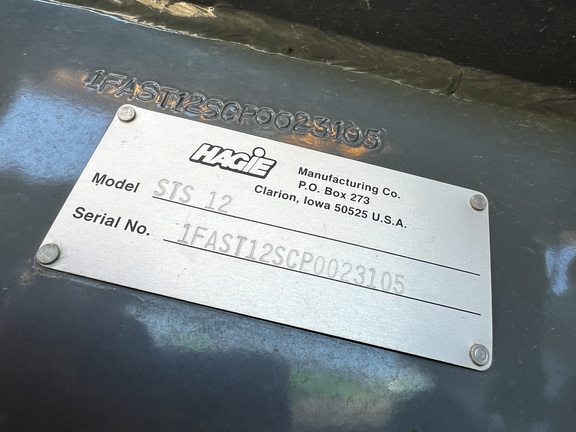 1FAST12SCP0023105
HAGIE
Manufacturing Co.
P.O. Box 273
Clarion, Iowa 50525 U.S.A.
Model STS 12
Serial No. 1FAST12SCP0023105